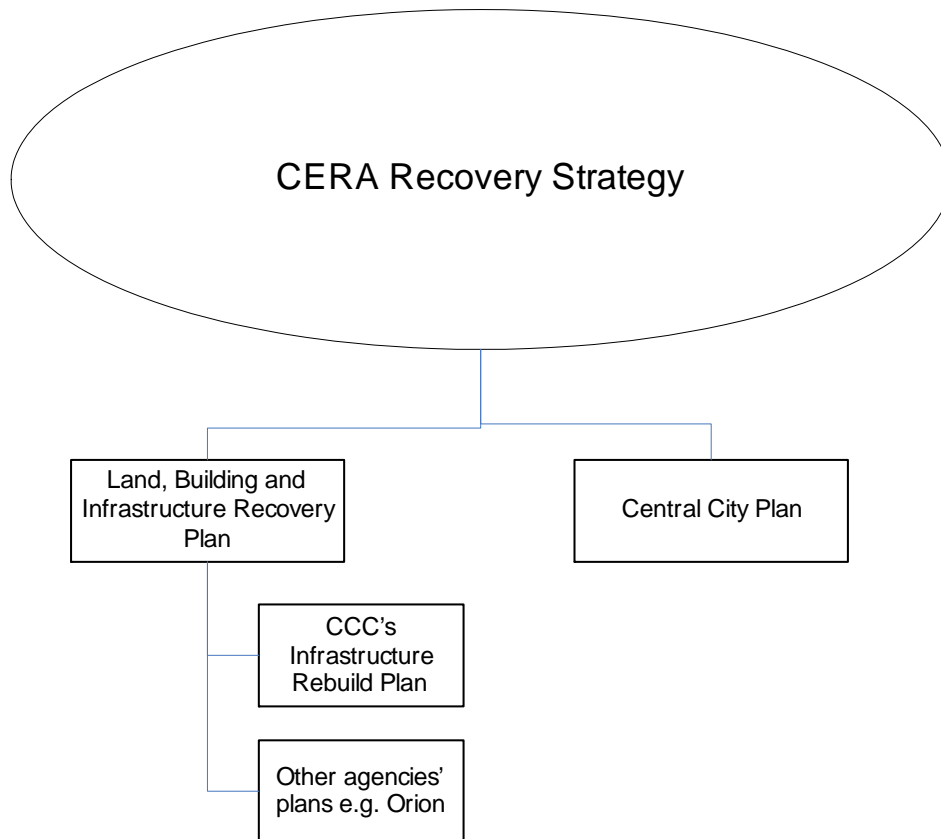 CERA Recovery Strategy
Land, Building and
Infrastructure Recovery
Plan
Central City Plan
CCC’s
Infrastructure
Rebuild Plan
Other agencies’
plans e.g. Orion